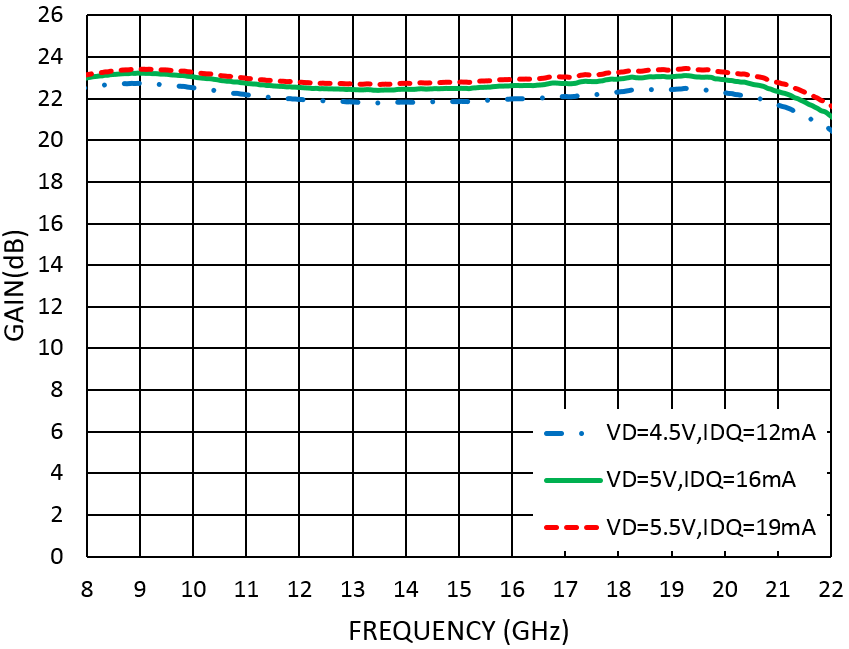 26
24
22
20
18
16
14
12
10
8
6
4
2
0
GAIN(dB)
VD=4.5V,IDQ=12mA
VD=5V,IDQ=16mA
VD=5.5V,IDQ=19mA
8 9 10 11 12 13 14 15 16 17 18 19 20 21 22
FREQUENCY (GHz)